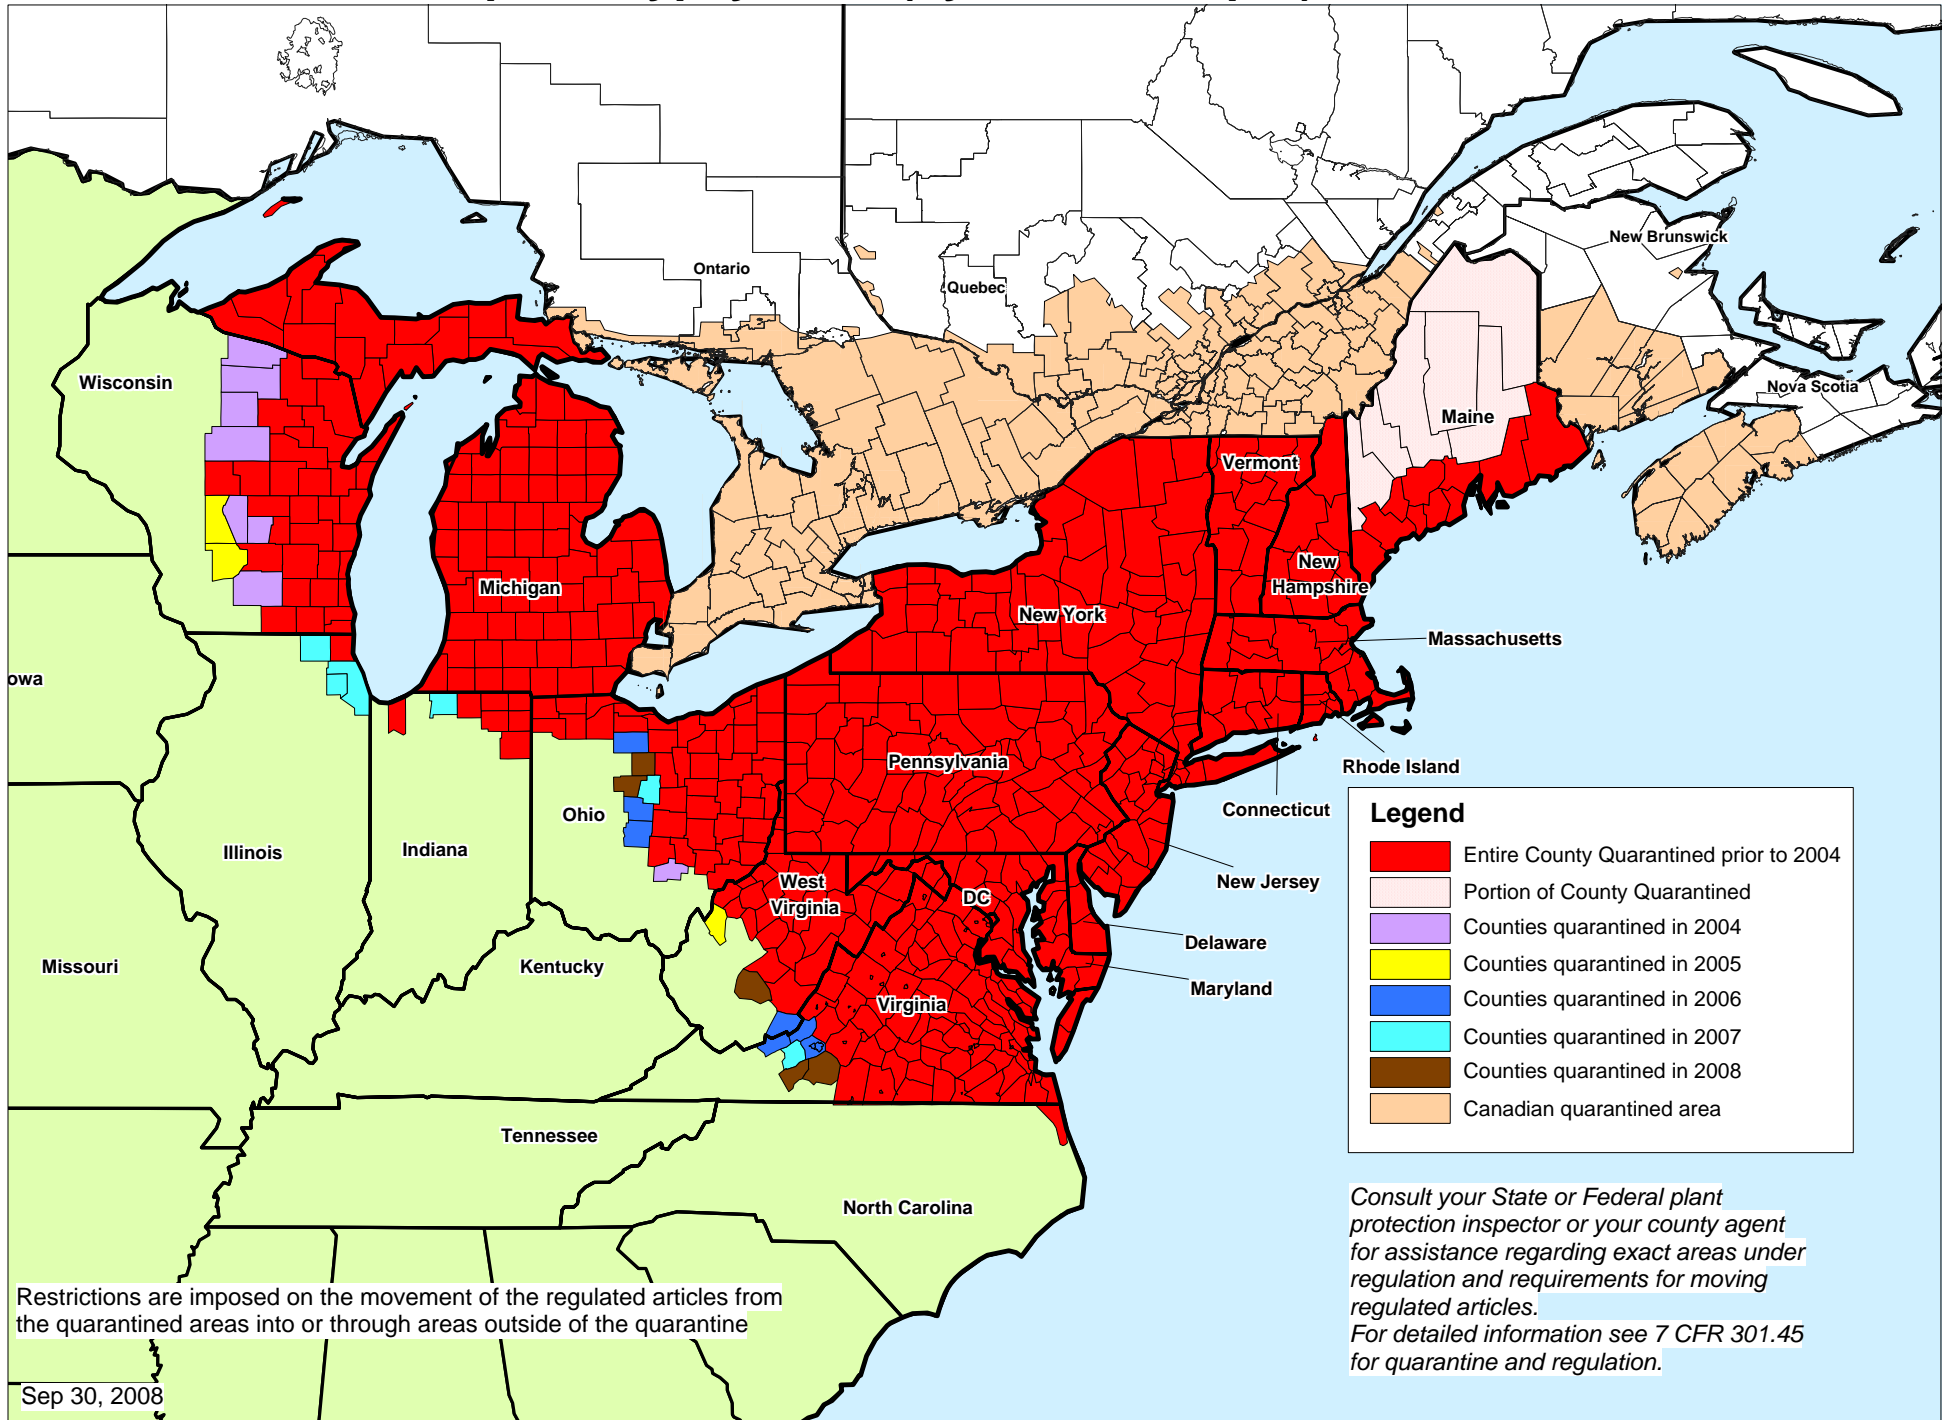 Ontario
Quebec
New Brunswick
Nova Scotia
Wisconsin
Maine
Vermont
New
Hampshire
Michigan
New York
Massachusetts
owa
Pennsylvania
Rhode Island
Connecticut
Ohio
Illinois
Indiana
West
Virginia
DC
New Jersey
Delaware
Maryland
Missouri
Kentucky
Virginia
Tennessee
North Carolina
Legend
Entire County Quarantined prior to 2004
Portion of County Quarantined
Counties quarantined in 2004
Counties quarantined in 2005
Counties quarantined in 2006
Counties quarantined in 2007
Counties quarantined in 2008
Canadian quarantined area
Consult your State or Federal plant
protection inspector or your county agent
for assistance regarding exact areas under
regulation and requirements for moving
regulated articles.
For detailed information see 7 CFR 301.45
for quarantine and regulation.
Restrictions are imposed on the movement of the regulated articles from
the quarantined areas into or through areas outside of the quarantine
Sep 30, 2008